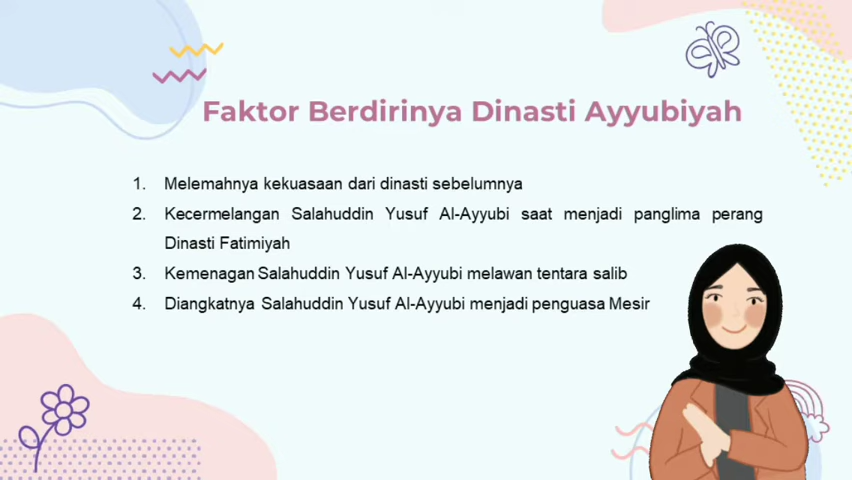 Faktor Berdirinya Dinasti Ayyubiyah
1. Melemahnya kekuasaan dari dinasti sebelumnya
2. Kecermelangan Salahuddin Yusuf Al-Ayyubi saat menjadi panglima perang
Dinasti Fatimiyah
3. Kemenagan Salahuddin Yusuf Al-Ayyubi melawan tentara salib
4. Diangkatnya Salahuddin Yusuf Al-Ayyubi menjadi penguasa Mesir